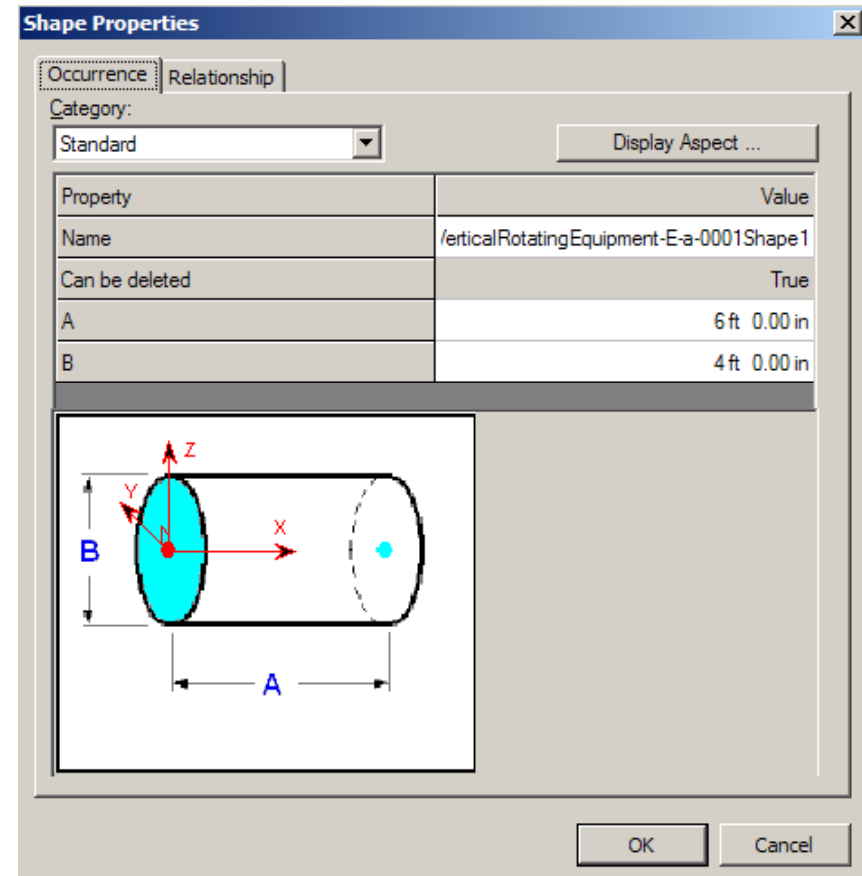 Shape Properties
Occurrence Relationship
Category:
Standard Display Aspect ...
Property Value
Name /erticalRotatingEquipment-E-a-0001Shape1
Can be deleted True
A 6 ft 0.00 in
B 4 ft 0.00 in
Z
Y
X
B
A
OK Cancel